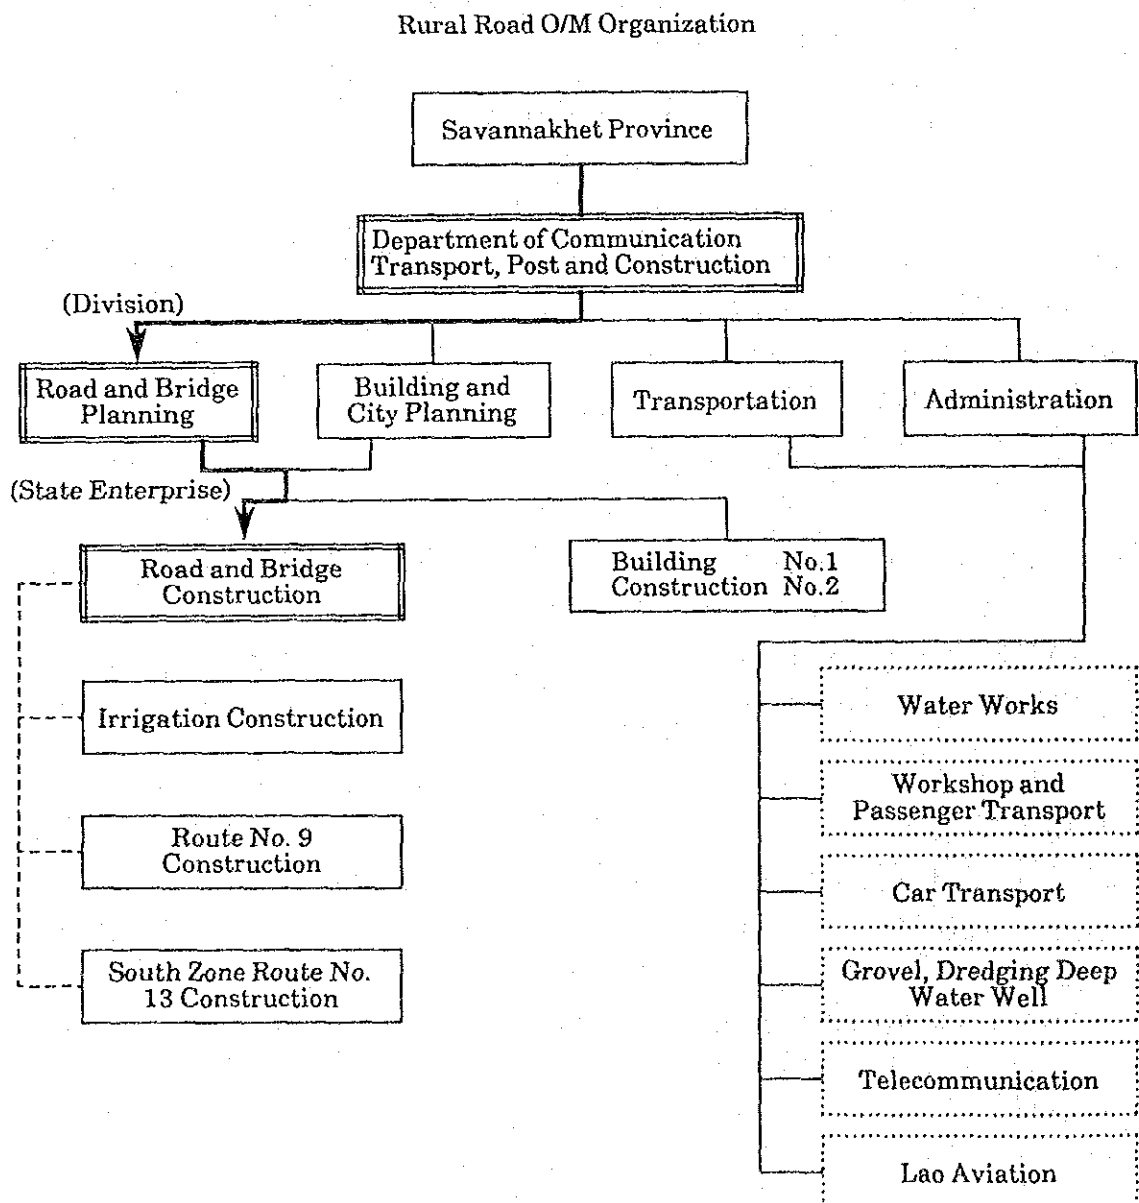 Rural Road O/M Organization
Savannakhet Province
Department of Communication
Transport, Post and Construction
(Division)
Road and Bridge
Planning
Building and
City Planning
Transportation
Administration
(State Enterprise)
Road and Bridge
Construction
Building No.1
Construction No.2
Irrigation Construction
Route No. 9
Construction
South Zone Route No.
13 Construction
Water Works
Workshop and
Passenger Transport
Car Transport
Grovel, Dredging Deep
Water Well
Telecommunication
Lao Aviation